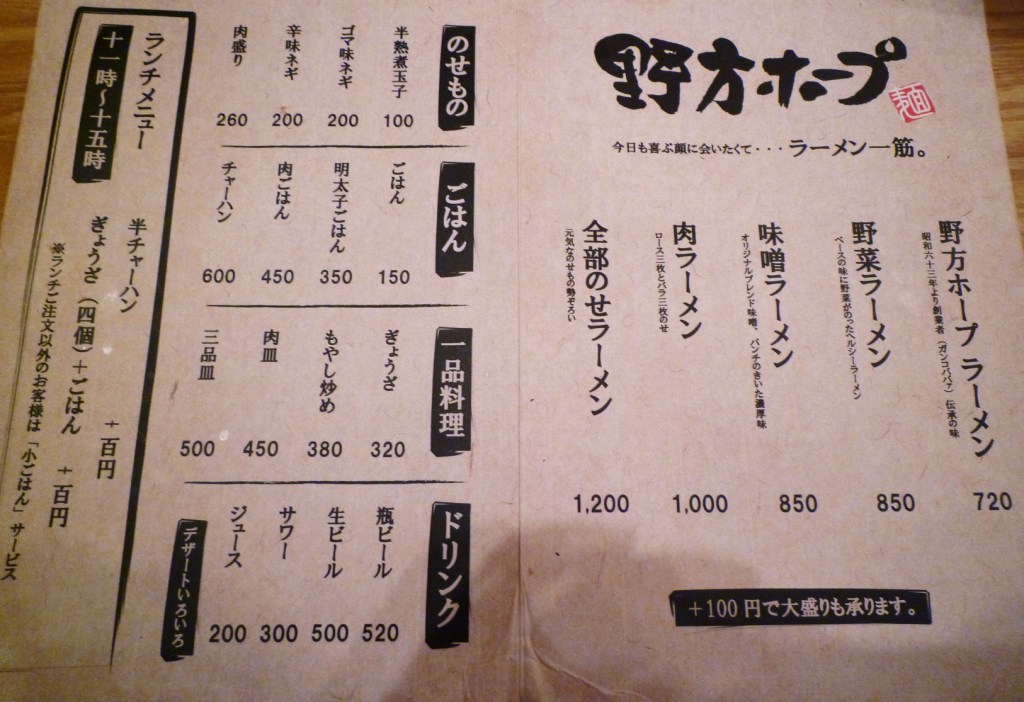 野方ホープ
麺
今日も喜ぶ顔に会いたくて・・・ラーメン一筋。
野方ホープ ラーメン
昭和六十三年より創業者（ガンコババァ）伝承の味
720
野菜ラーメン
ベースの味に野菜がのったヘルシーラーメン
850
味噌ラーメン
オリジナルブレンド味噌、パンチのきいた濃厚味
850
肉ラーメン
ロース三枚とバラ二枚のせ
1,000
全部のせラーメン
元気なのせもの勢ぞろい
1,200
＋100円で大盛りも承ります。
のせもの
半熟煮玉子
100
ゴマ味ネギ
200
辛味ネギ
200
肉盛り
260
ごはん
ごはん
150
明太子ごはん
350
肉ごはん
450
チャーハン
600
一品料理
ぎょうざ
320
もやし炒め
380
肉皿
450
三品皿
500
ドリンク
瓶ビール
520
生ビール
500
サワー
300
ジュース
200
デザートいろいろ
ランチメニュー
十一時～十五時
半チャーハン ＋百円
ぎょうざ（四個）＋ごはん ＋百円
※ランチご注文以外のお客様は「小ごはん」サービス